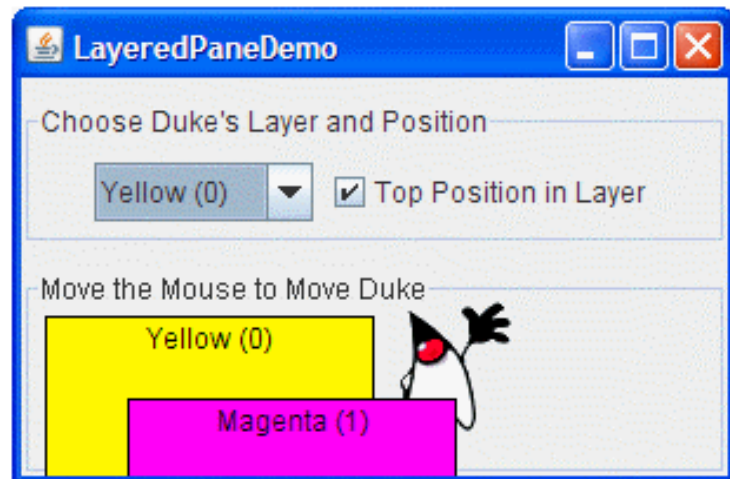 LayeredPaneDemo
Choose Duke's Layer and Position
Yellow (0) Top Position in Layer
Move the Mouse to Move Duke
Yellow (0)
Magenta (1)